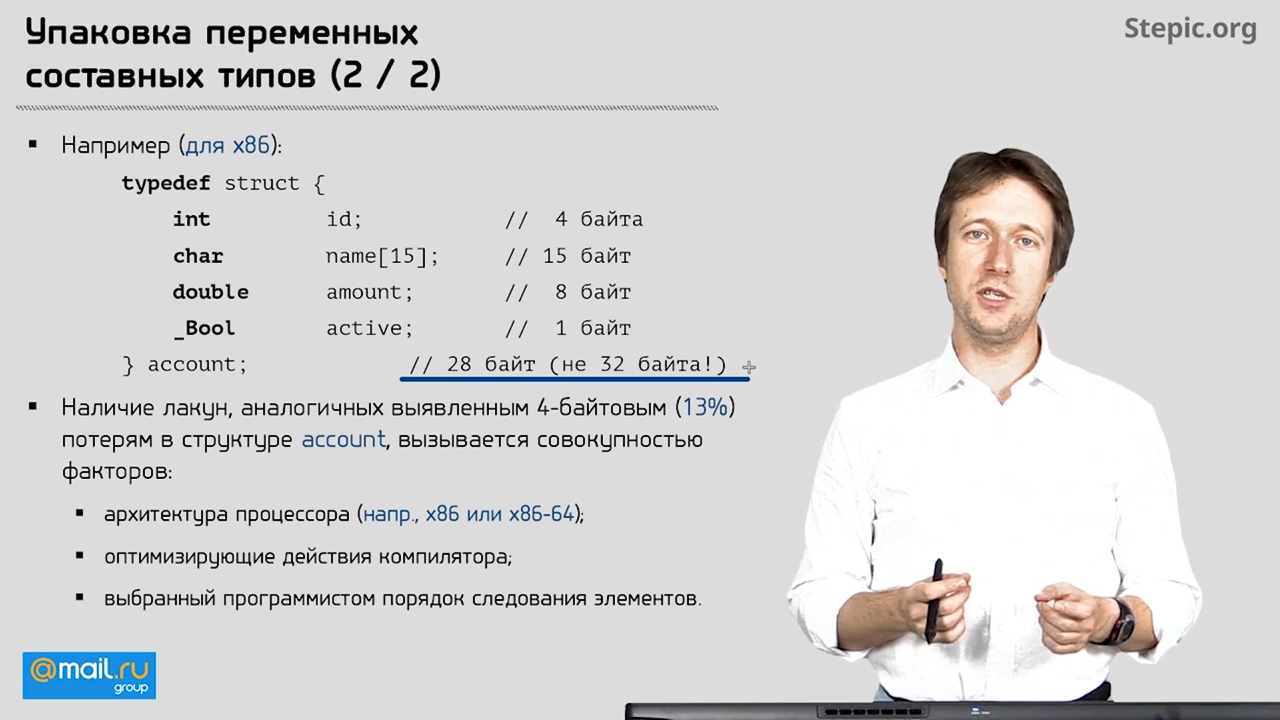 Упаковка переменных
составных типов (2 / 2)
Stepic.org
▪ Например (для x86):
typedef struct {
int id; // 4 байта
char name[15]; // 15 байт
double amount; // 8 байт
_Bool active; // 1 байт
} account; // 28 байт (не 32 байта!)
▪ Наличие лакун, аналогичных выявленным 4-байтовым (13%)
потерям в структуре account, вызывается совокупностью
факторов:
▪ архитектура процессора (напр., x86 или x86-64);
▪ оптимизирующие действия компилятора;
▪ выбранный программистом порядок следования элементов.
@mail.ru
group